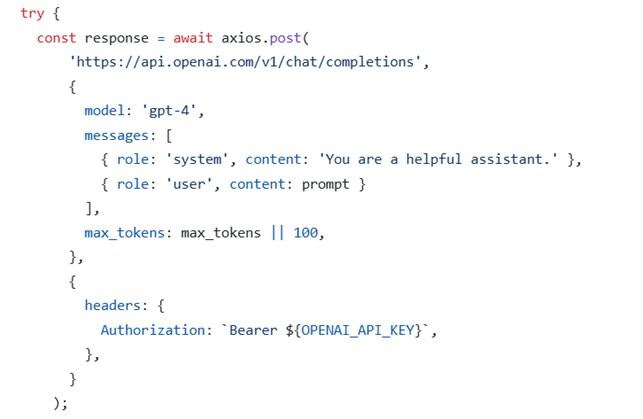 try {
const response = await axios.post(
'https://api.openai.com/v1/chat/completions',
{
model: 'gpt-4',
messages: [
{ role: 'system', content: 'You are a helpful assistant.' },
{ role: 'user', content: prompt }
],
max_tokens: max_tokens || 100,
},
{
headers: {
Authorization: `Bearer ${OPENAI_API_KEY}`,
},
}
);